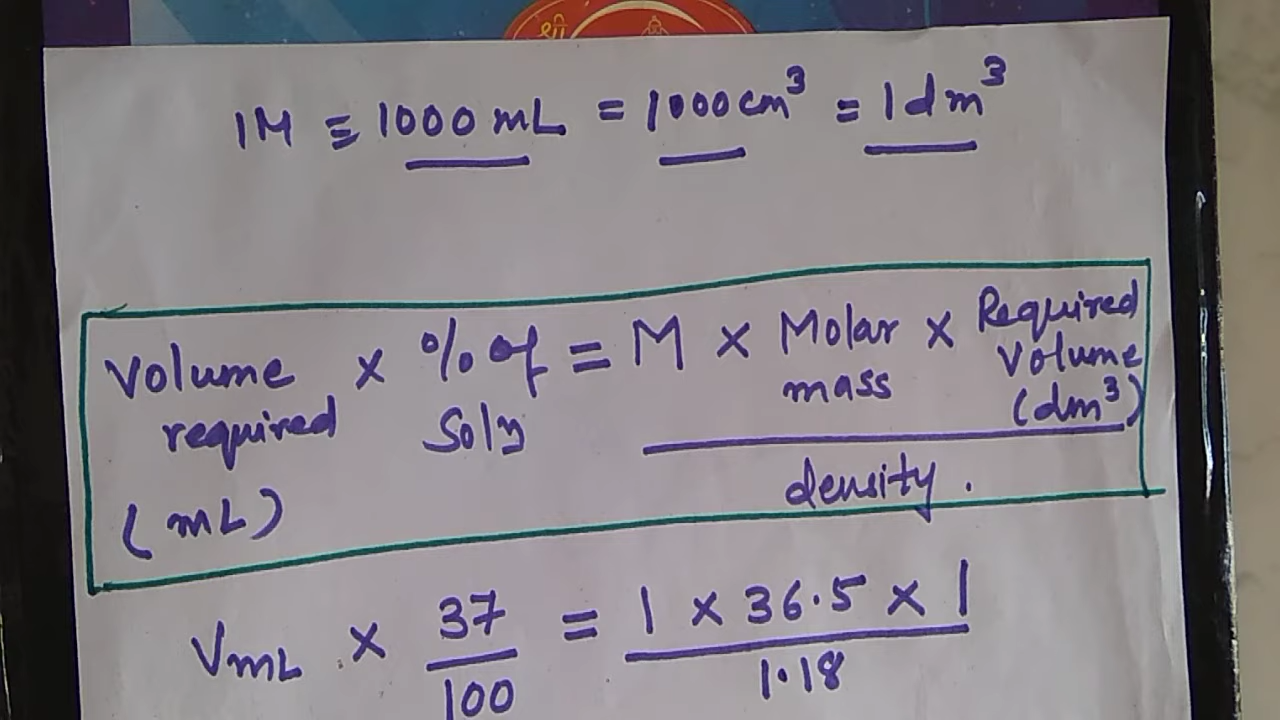 श्री
1M ≡ 1000 mL = 1000 cm³ = 1 dm³
Volume required (mL) × % of Soln = M × Molar mass × Required Volume (dm³) / density.
V mL × 37/100 = 1 × 36.5 × 1 / 1.18